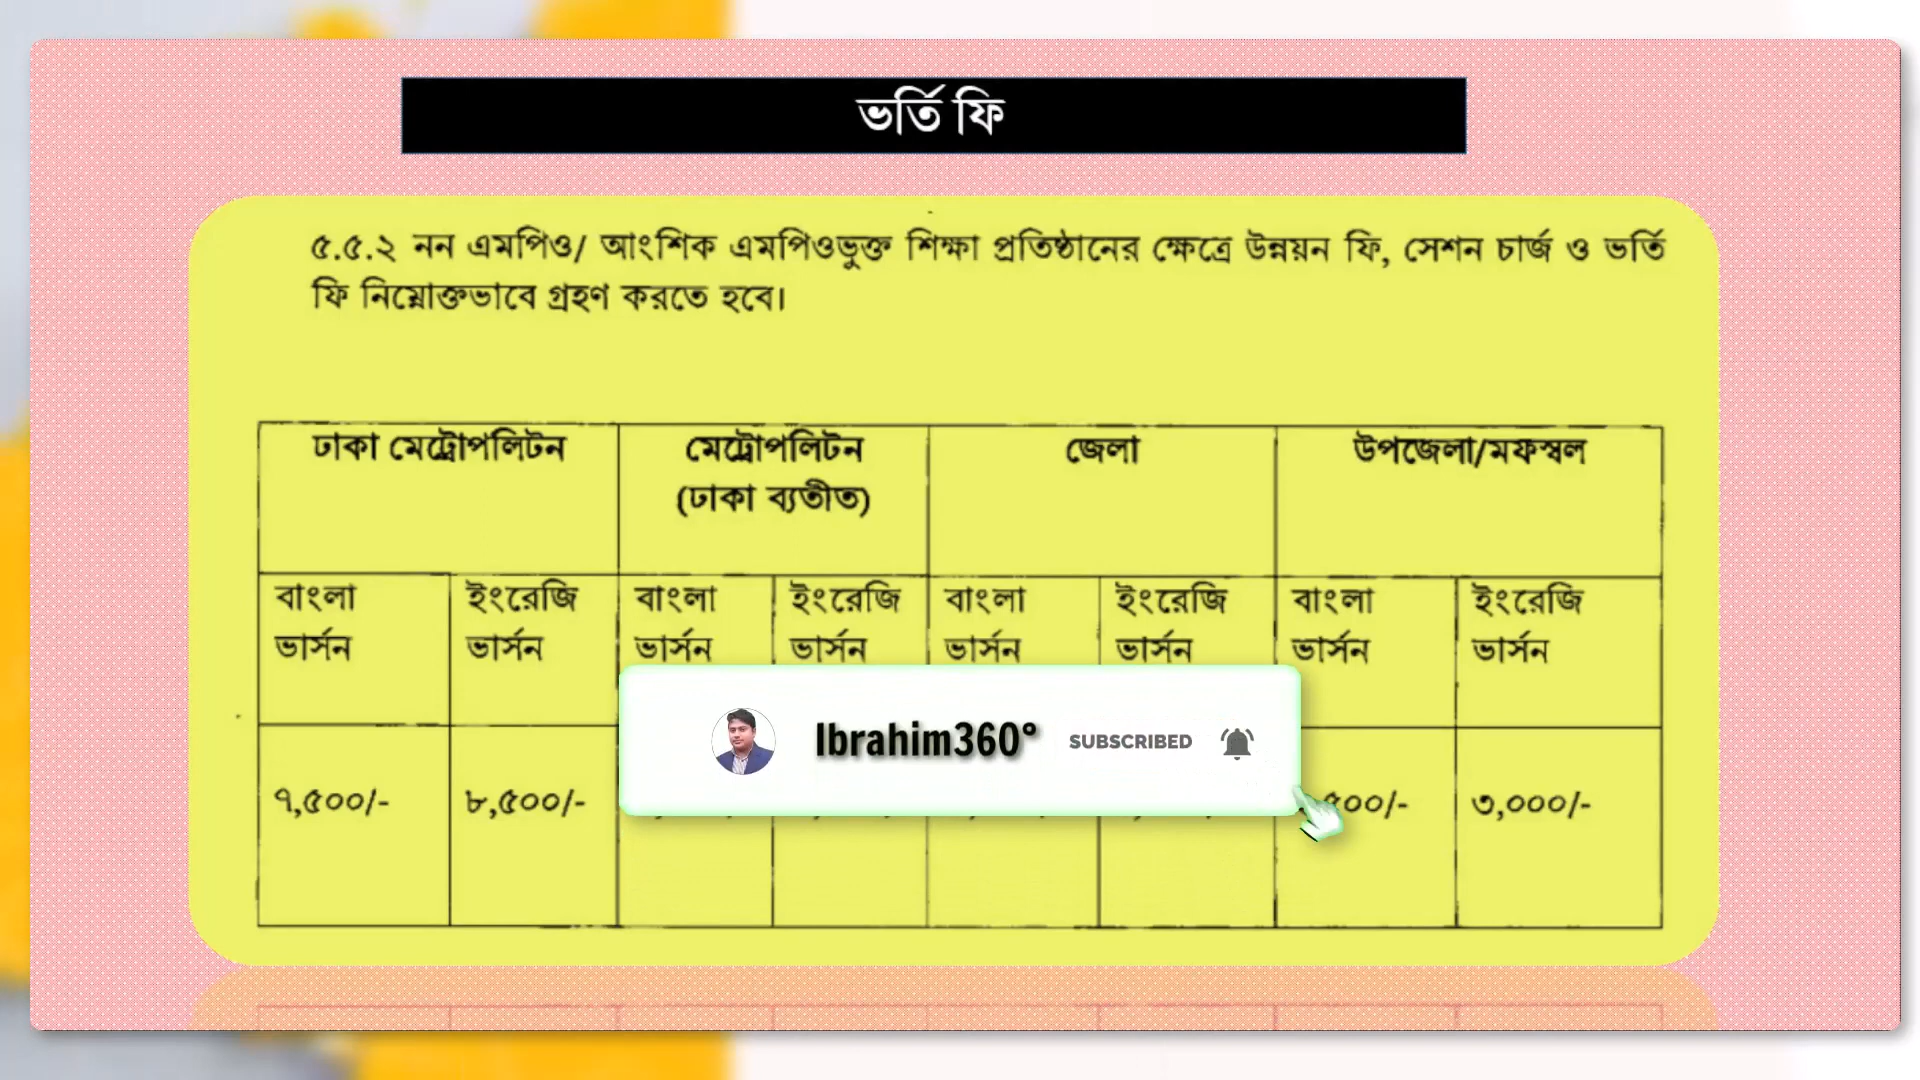 ভর্তি ফি
৫.৫.২ নন এমপিও/ আংশিক এমপিওভুক্ত শিক্ষা প্রতিষ্ঠানের ক্ষেত্রে উন্নয়ন ফি, সেশন চার্জ ও ভর্তি
ফি নিম্নোক্তভাবে গ্রহণ করতে হবে।
ঢাকা মেট্রোপলিটন মেট্রোপলিটন জেলা উপজেলা/মফস্বল
(ঢাকা ব্যতীত)
বাংলা ইংরেজি বাংলা ইংরেজি বাংলা ইংরেজি বাংলা ইংরেজি
ভার্সন ভার্সন ভার্সন ভার্সন ভার্সন ভার্সন ভার্সন ভার্সন
Ibrahim360° SUBSCRIBED
৭,৫০০/- ৮,৫০০/- ৩,০০০/-